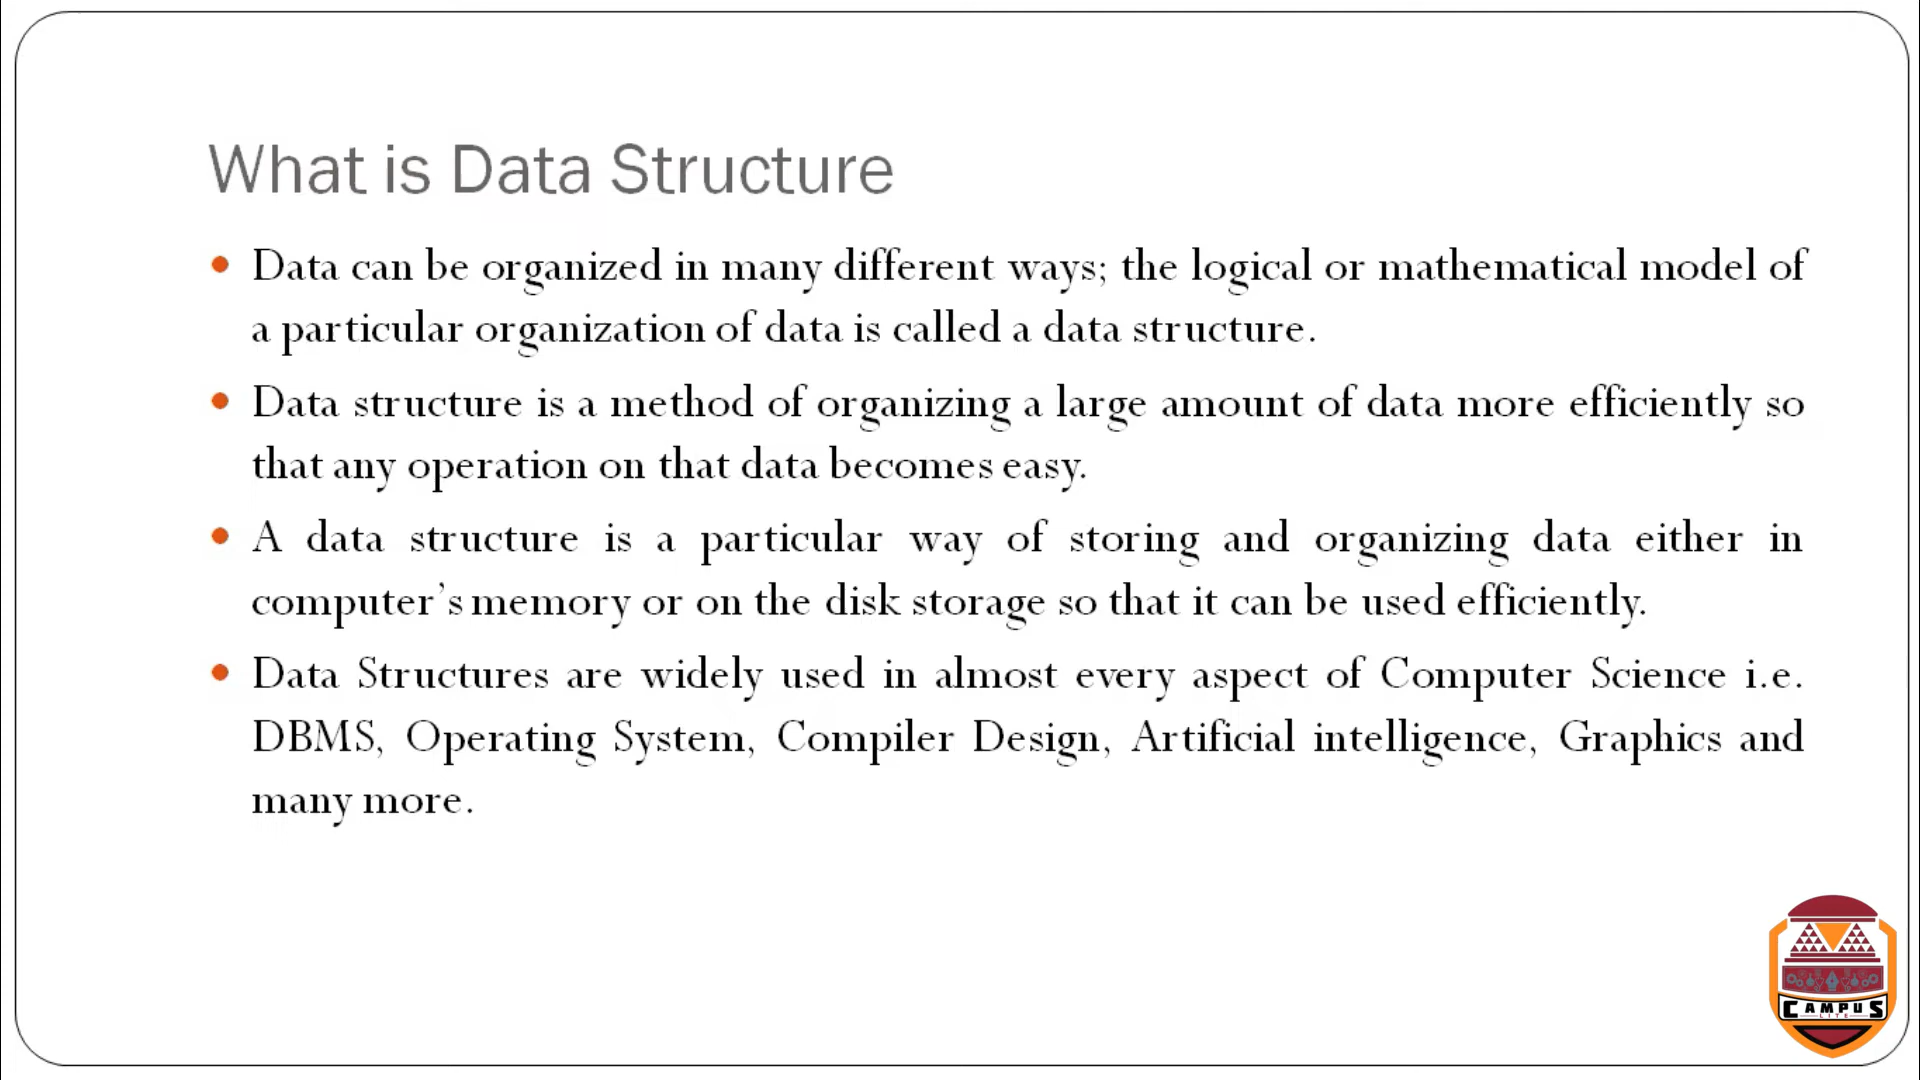 What is Data Structure
Data can be organized in many different ways; the logical or mathematical model of
a particular organization of data is called a data structure.
Data structure is a method of organizing a large amount of data more efficiently so
that any operation on that data becomes easy.
A data structure is a particular way of storing and organizing data either in
computer’s memory or on the disk storage so that it can be used efficiently.
Data Structures are widely used in almost every aspect of Computer Science i.e.
DBMS, Operating System, Compiler Design, Artificial intelligence, Graphics and
many more.
CAMPUS
LITE